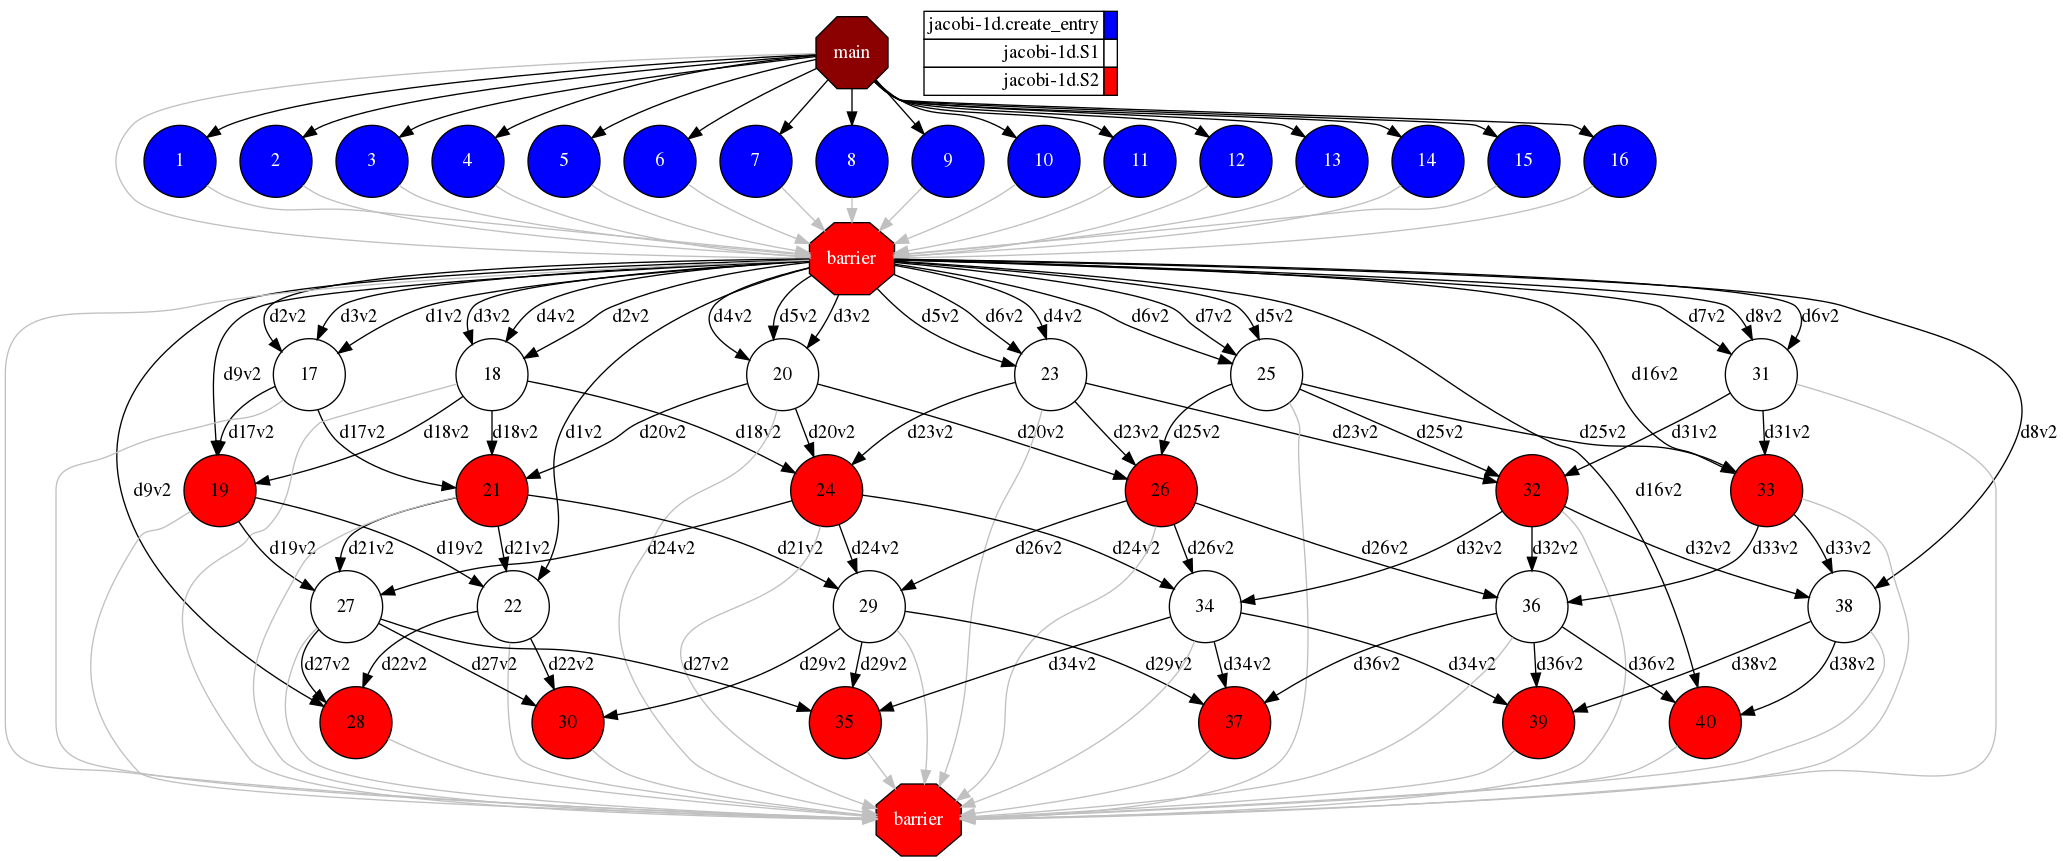 main
jacobi-1d.create_entry
jacobi-1d.S1
jacobi-1d.S2
1 2 3 4 5 6 7 8 9 10 11 12 13 14 15 16
barrier
d2v2 d3v2 d1v2 d3v2 d4v2 d2v2 d4v2 d5v2 d3v2 d5v2 d6v2 d4v2 d6v2 d7v2 d5v2 d7v2 d8v2 d6v2
d9v2 17 18 20 23 25 d16v2 31
d17v2 d17v2 d18v2 d18v2 d1v2 d20v2 d18v2 d20v2 d23v2 d20v2 d23v2 d25v2 d23v2 d25v2 d25v2 d31v2 d31v2 d8v2
d9v2 19 21 24 26 32 d16v2 33
d19v2 d21v2 d19v2 d21v2 d24v2 d21v2 d24v2 d26v2 d24v2 d26v2 d26v2 d32v2 d32v2 d32v2 d33v2 d33v2
27 22 29 34 36 38
d27v2 d22v2 d27v2 d22v2 d27v2 d29v2 d29v2 d34v2 d29v2 d34v2 d36v2 d34v2 d36v2 d36v2 d38v2 d38v2
28 30 35 37 39 40
barrier